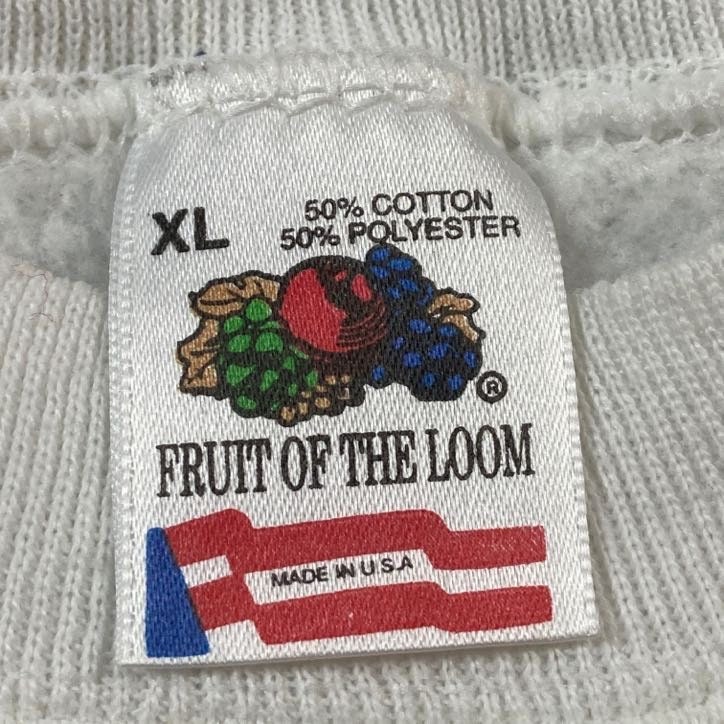 XL
50% COTTON
50% POLYESTER
®
FRUIT OF THE LOOM
MADE IN U.S.A